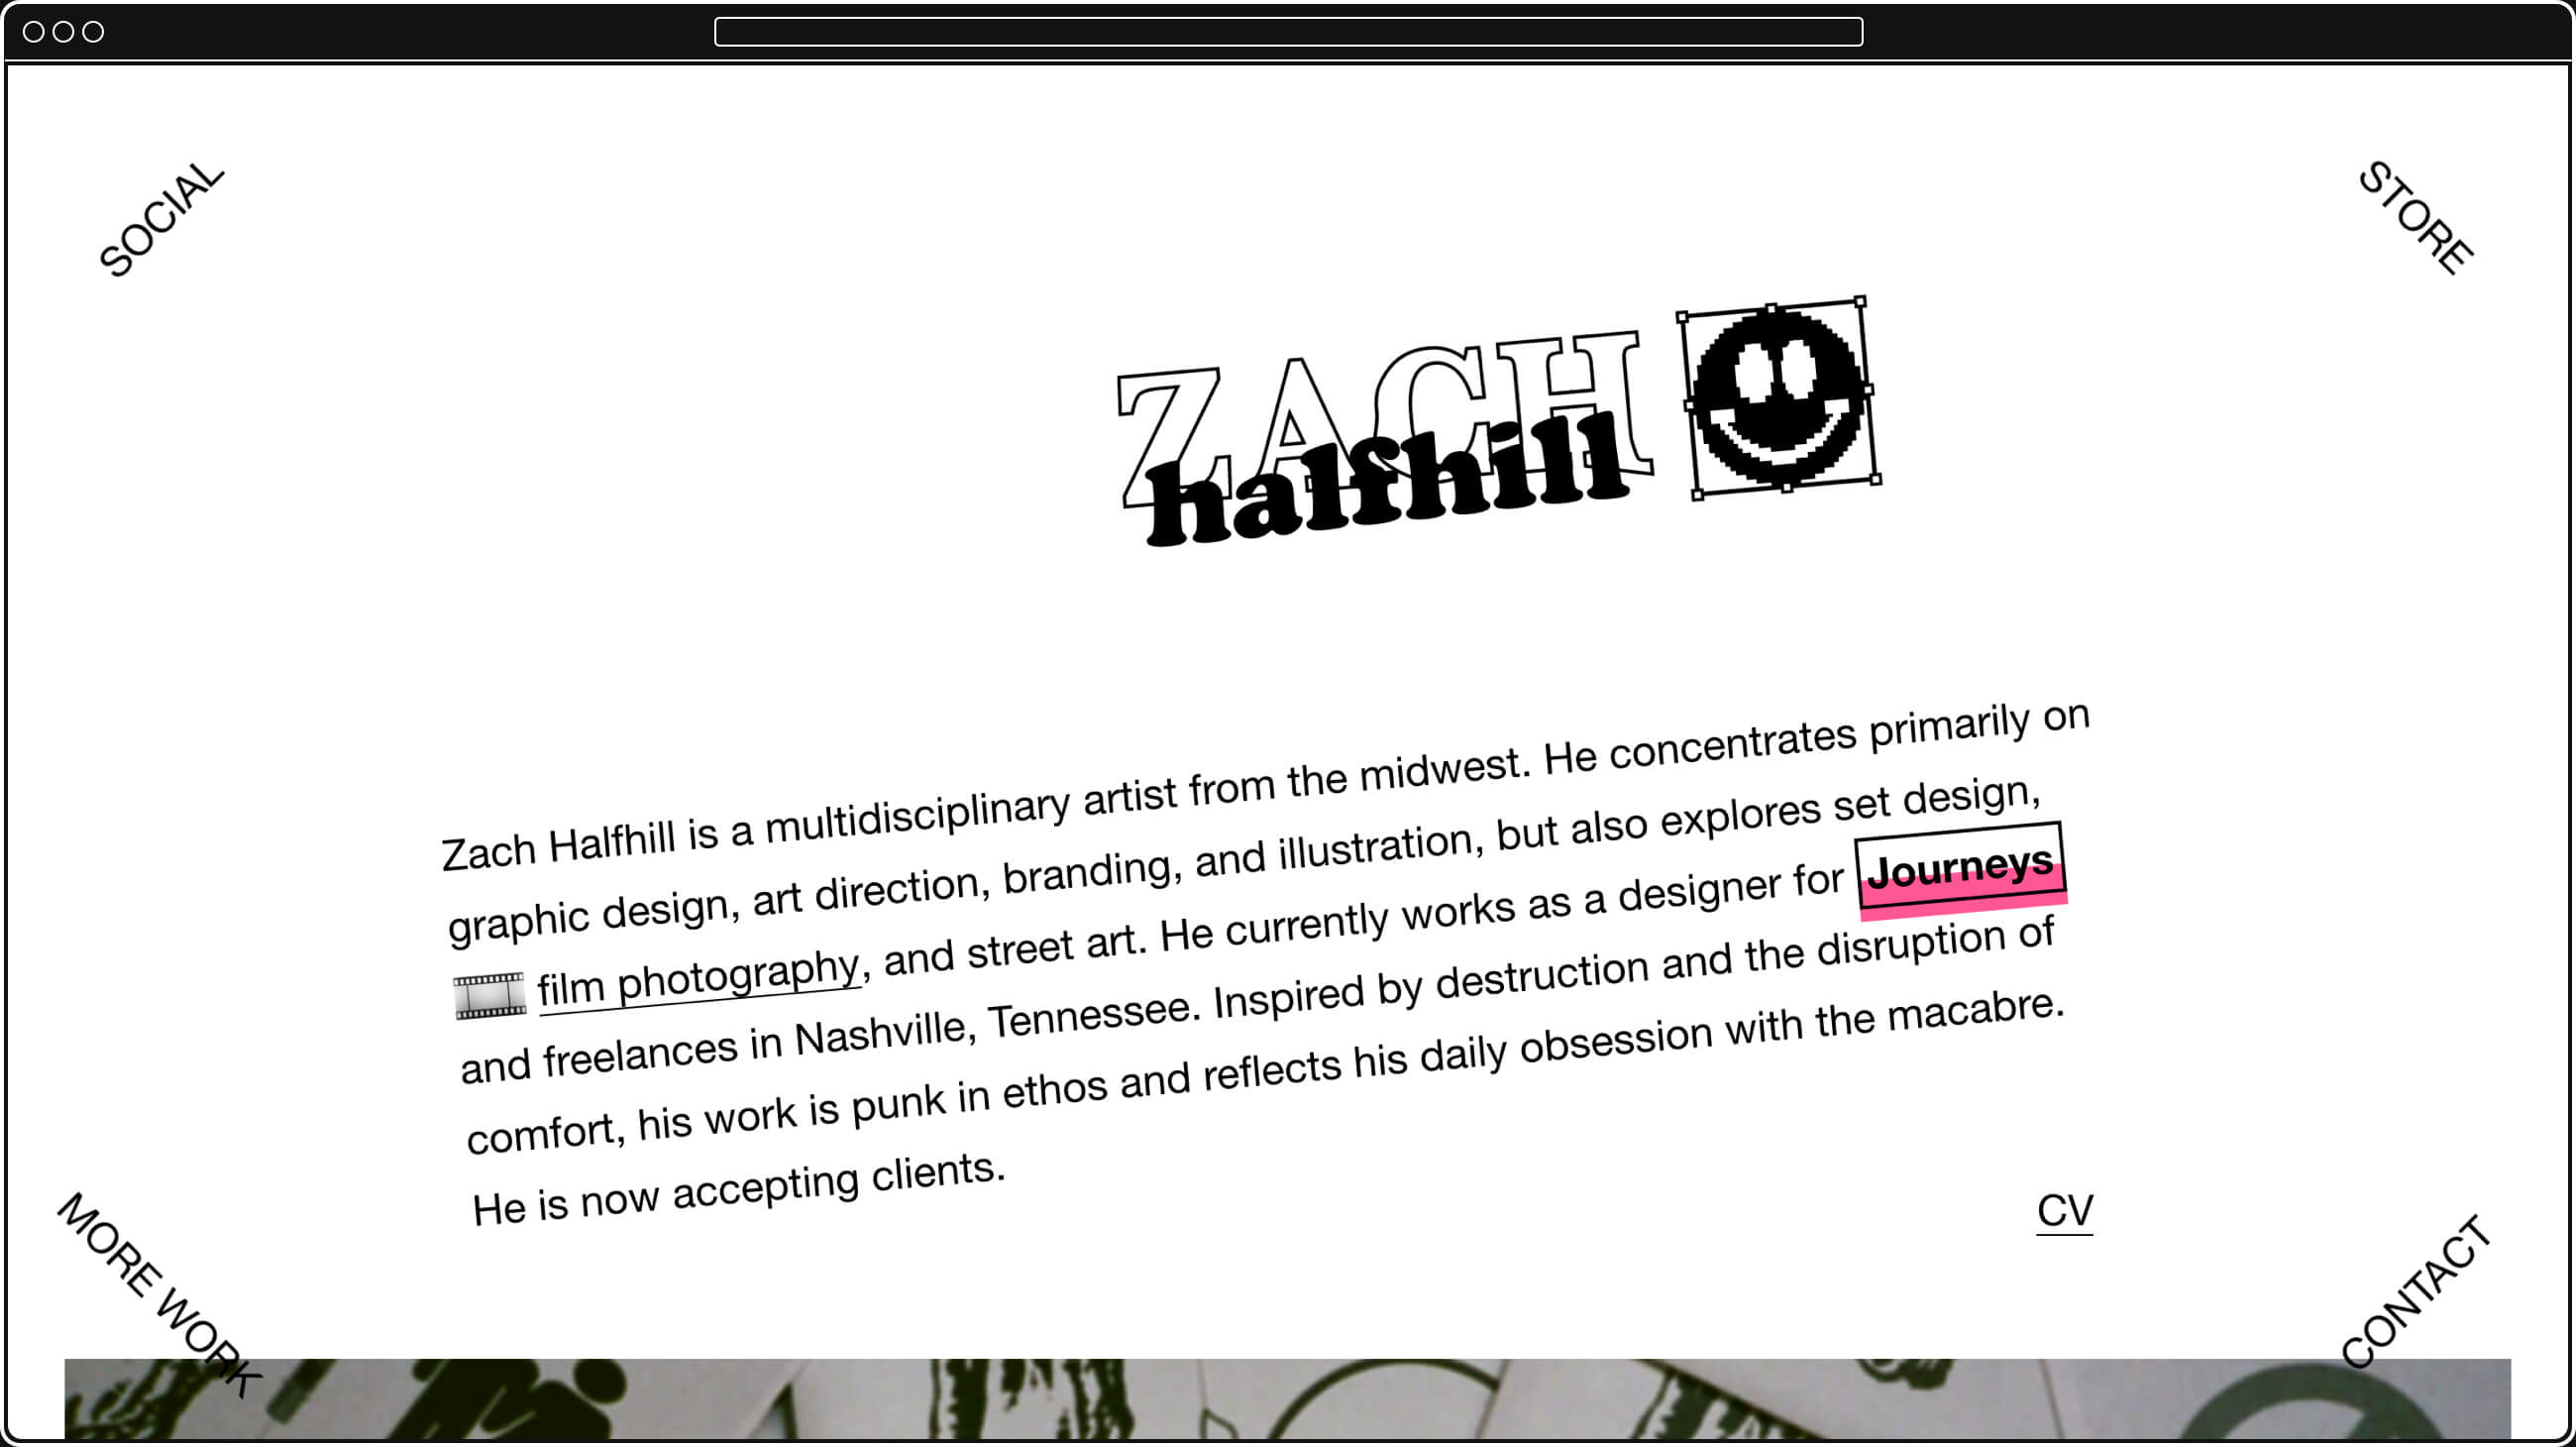 SOCIAL
STORE
ZACH
halfhill
Zach Halfhill is a multidisciplinary artist from the midwest. He concentrates primarily on
graphic design, art direction, branding, and illustration, but also explores set design,
film photography, and street art. He currently works as a designer for Journeys
and freelances in Nashville, Tennessee. Inspired by destruction and the disruption of
comfort, his work is punk in ethos and reflects his daily obsession with the macabre.
He is now accepting clients.
CV
MORE WORK
CONTACT